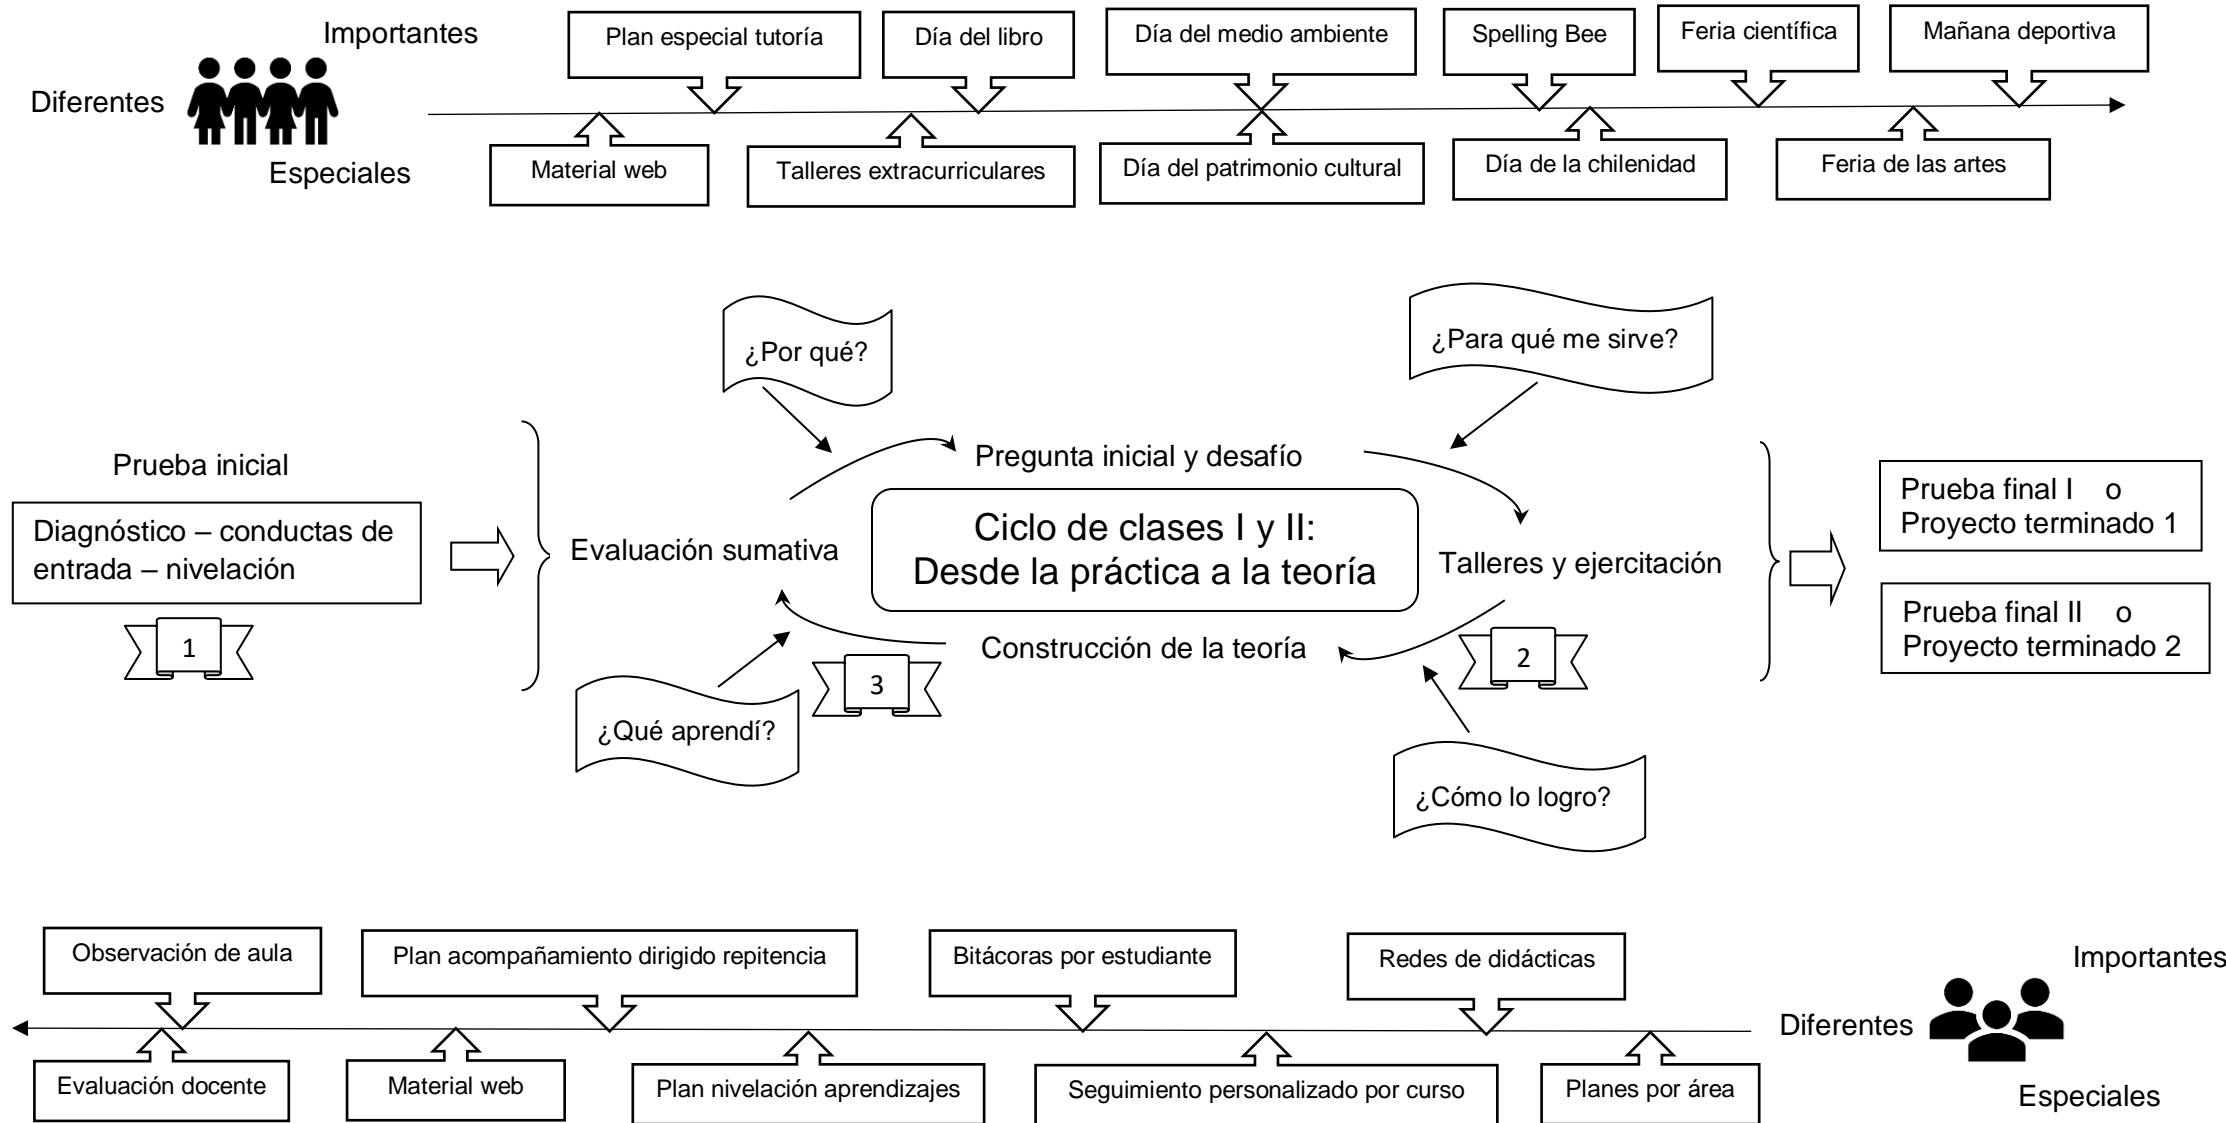 Importantes
Diferentes
Especiales
Plan especial tutoría
Día del libro
Día del medio ambiente
Spelling Bee
Feria científica
Mañana deportiva
Material web
Talleres extracurriculares
Día del patrimonio cultural
Día de la chilenidad
Feria de las artes
¿Por qué?
¿Para qué me sirve?
Prueba inicial
Diagnóstico – conductas de
entrada – nivelación
1
Pregunta inicial y desafío
Evaluación sumativa
Ciclo de clases I y II:
Desde la práctica a la teoría
Talleres y ejercitación
Construcción de la teoría
2
3
¿Qué aprendí?
¿Cómo lo logro?
Prueba final I o
Proyecto terminado 1
Prueba final II o
Proyecto terminado 2
Observación de aula
Plan acompañamiento dirigido repitencia
Bitácoras por estudiante
Redes de didácticas
Importantes
Diferentes
Especiales
Evaluación docente
Material web
Plan nivelación aprendizajes
Seguimiento personalizado por curso
Planes por área